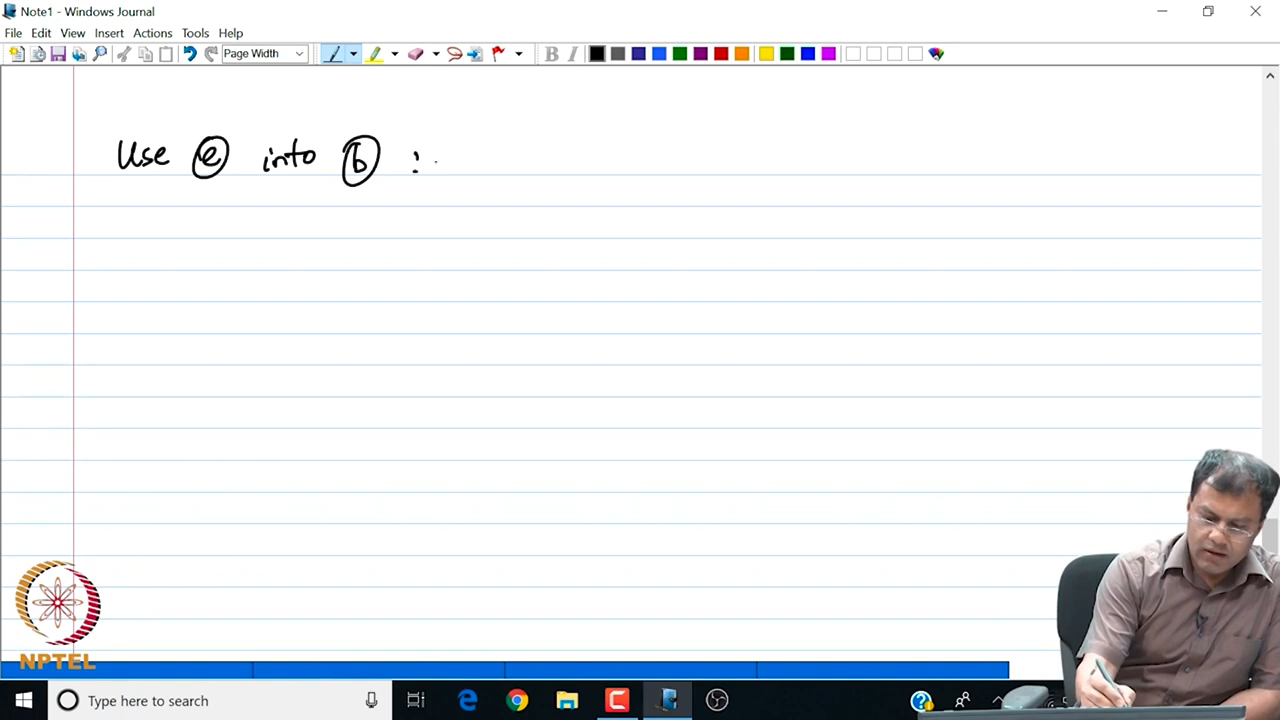 Note1 - Windows Journal
File Edit View Insert Actions Tools Help
Page Width B I
Use e into b :-
NPTEL
Type here to search